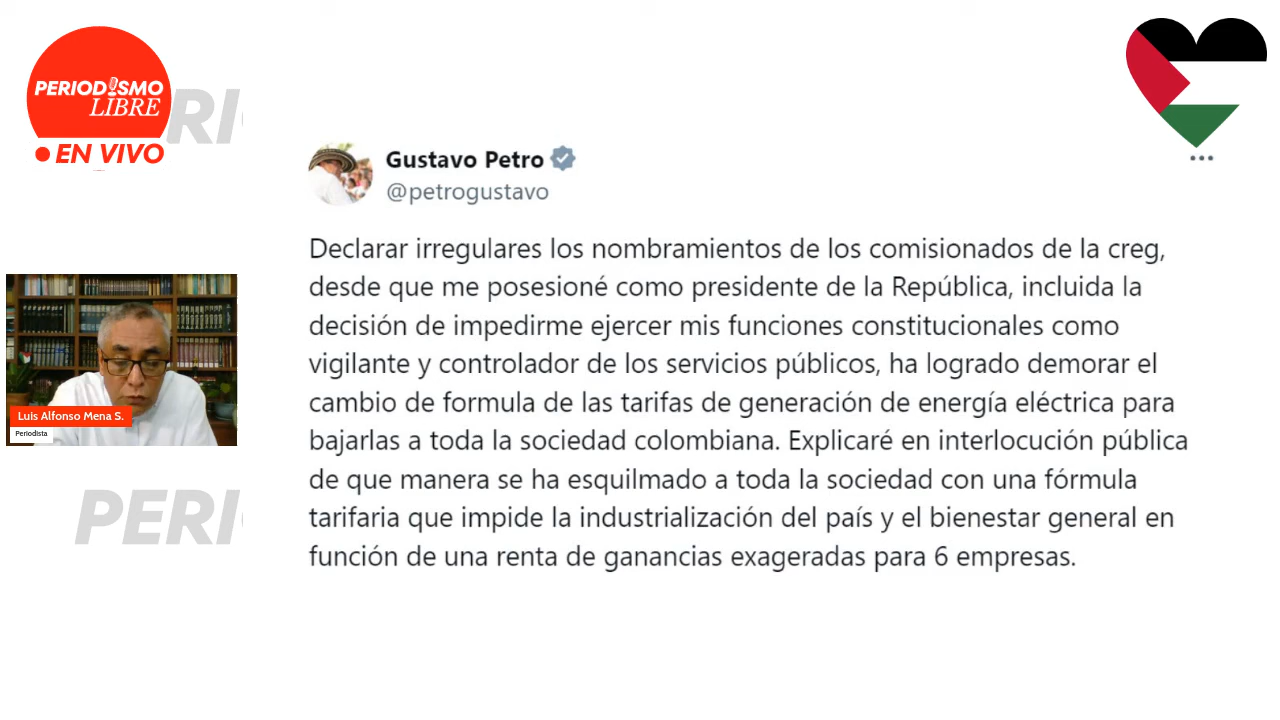 PERIODISMO
LIBRE
EN VIVO
Gustavo Petro
@petrogustavo
Declarar irregulares los nombramientos de los comisionados de la creg,
desde que me posesioné como presidente de la República, incluida la
decisión de impedirme ejercer mis funciones constitucionales como
vigilante y controlador de los servicios públicos, ha logrado demorar el
cambio de formula de las tarifas de generación de energía eléctrica para
bajarlas a toda la sociedad colombiana. Explicaré en interlocución pública
de que manera se ha esquilmado a toda la sociedad con una fórmula
tarifaria que impide la industrialización del país y el bienestar general en
función de una renta de ganancias exageradas para 6 empresas.
Luis Alfonso Mena S.
Periodista